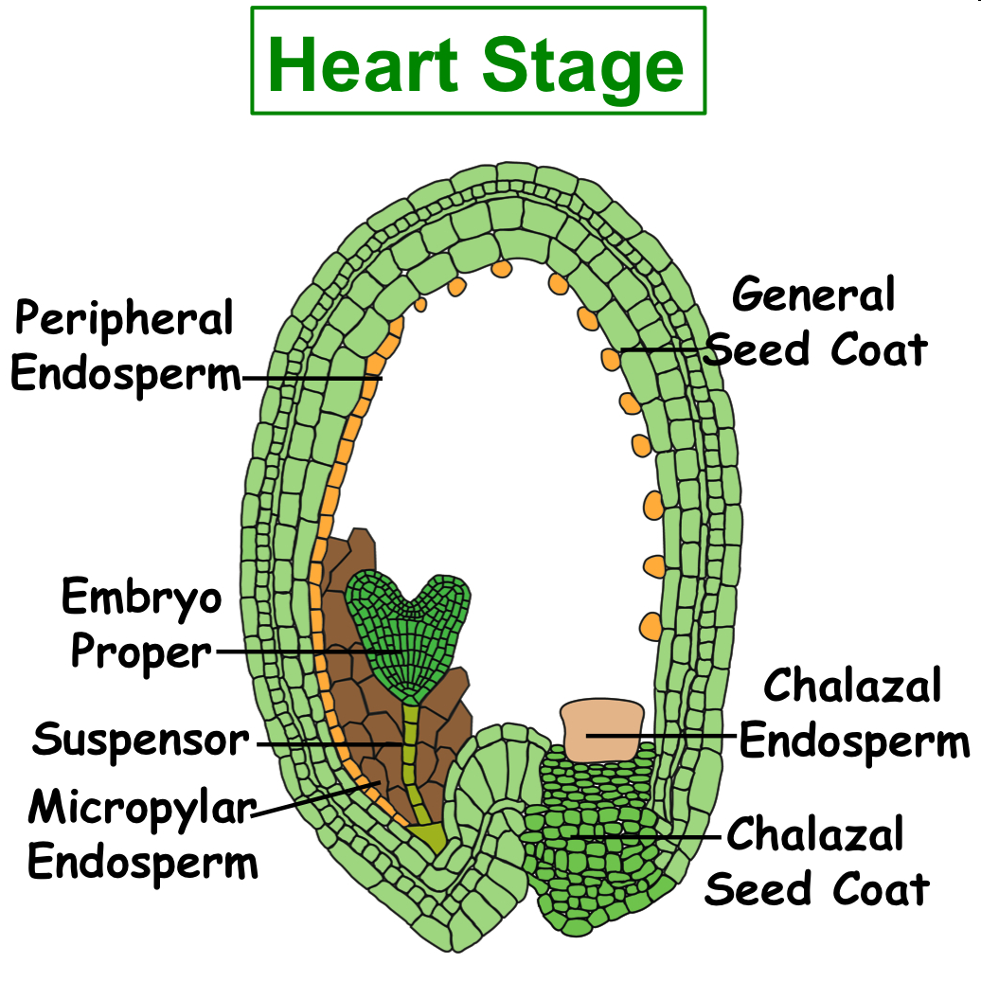 Heart Stage
Peripheral
Endosperm
General
Seed Coat
Embryo
Proper
Suspensor
Micropylar
Endosperm
Chalazal
Endosperm
Chalazal
Seed Coat